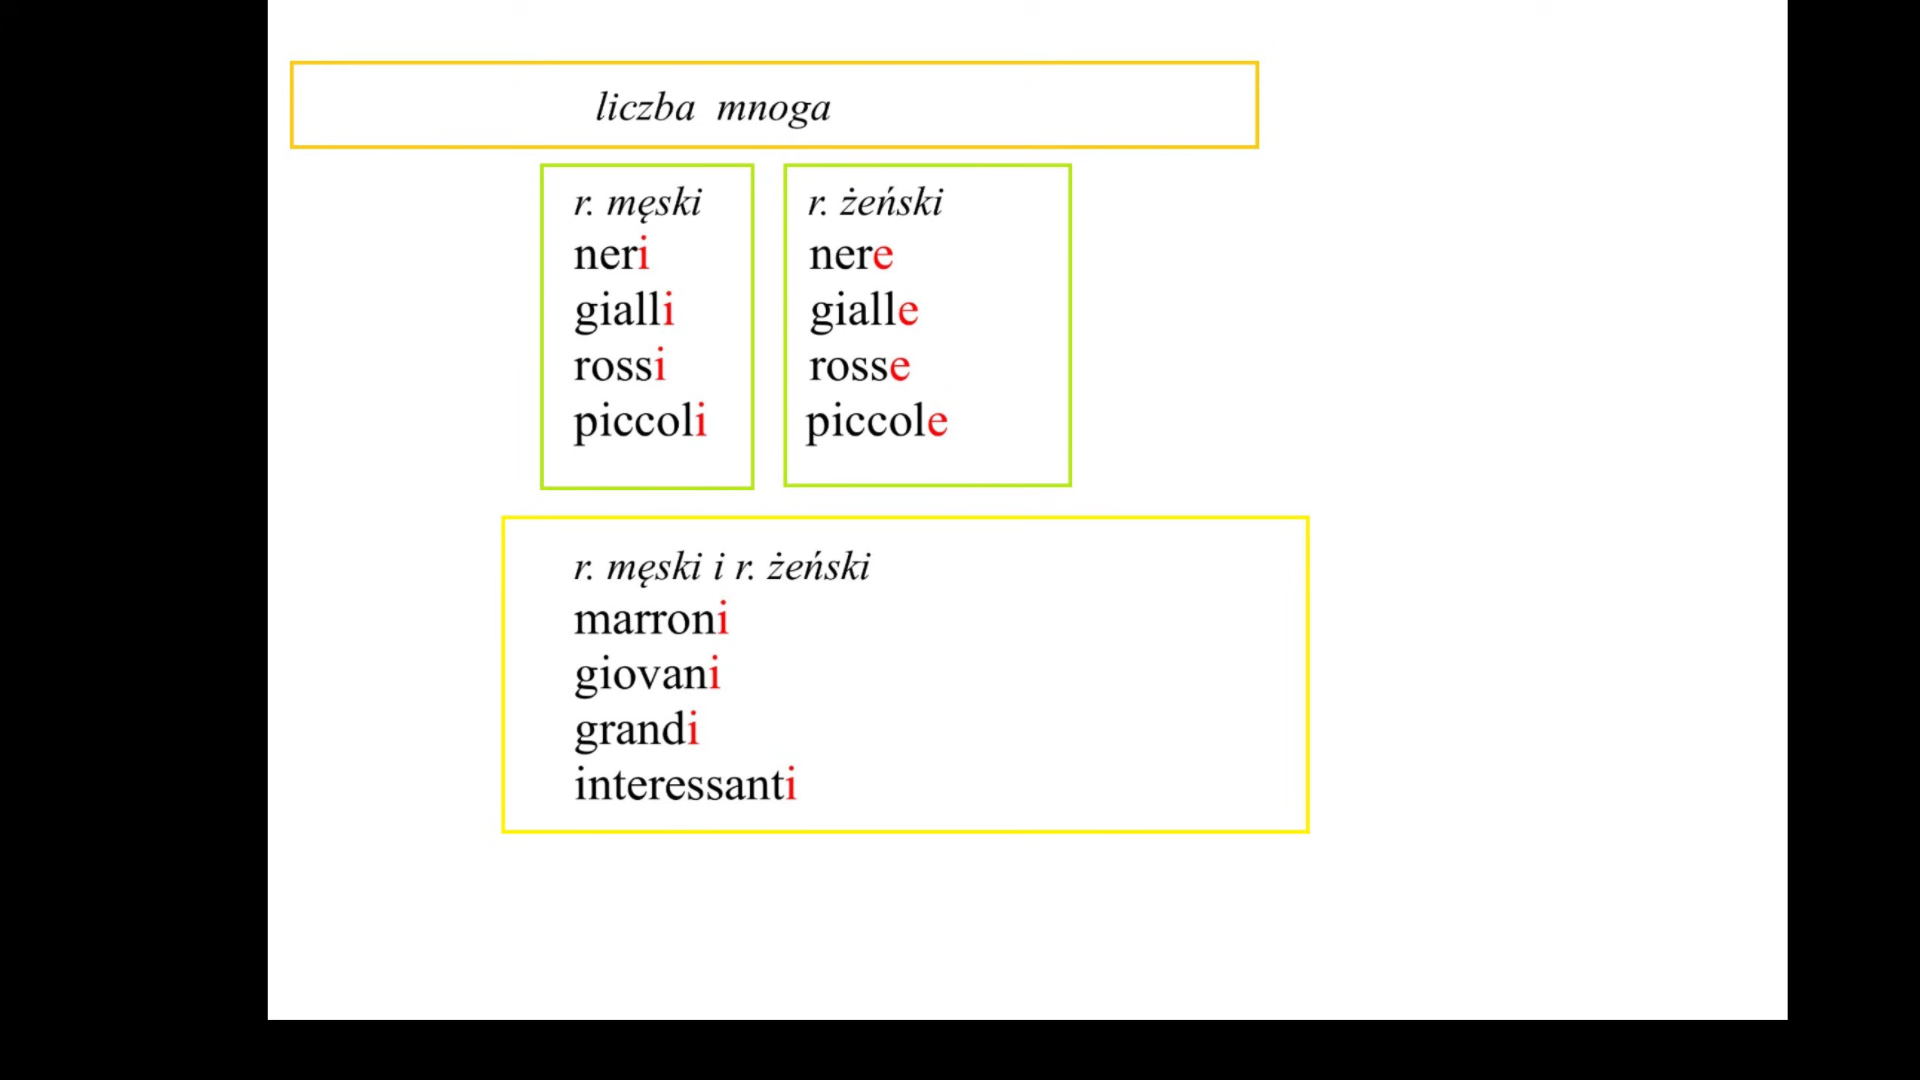 liczba mnoga
r. męski
neri
gialli
rossi
piccoli
r. żeński
nere
gialle
rosse
piccole
r. męski i r. żeński
marroni
giovani
grandi
interessanti